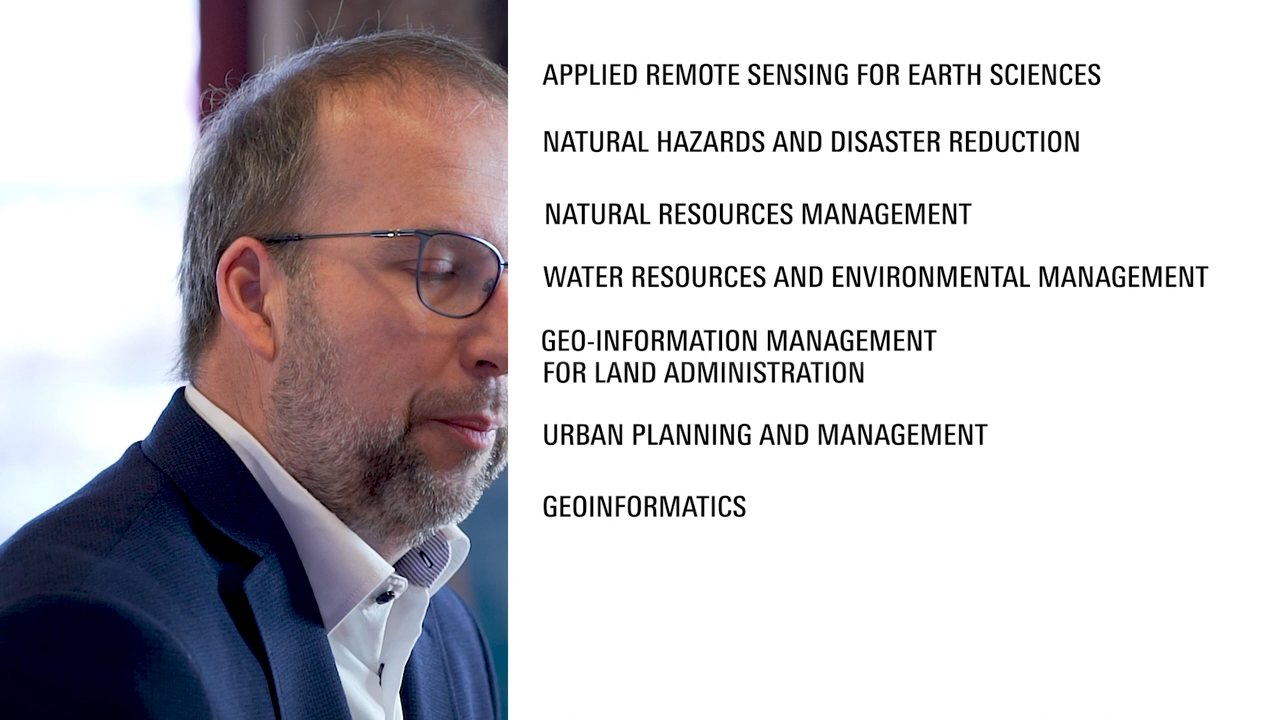 APPLIED REMOTE SENSING FOR EARTH SCIENCES
NATURAL HAZARDS AND DISASTER REDUCTION
NATURAL RESOURCES MANAGEMENT
WATER RESOURCES AND ENVIRONMENTAL MANAGEMENT
GEO-INFORMATION MANAGEMENT
FOR LAND ADMINISTRATION
URBAN PLANNING AND MANAGEMENT
GEOINFORMATICS